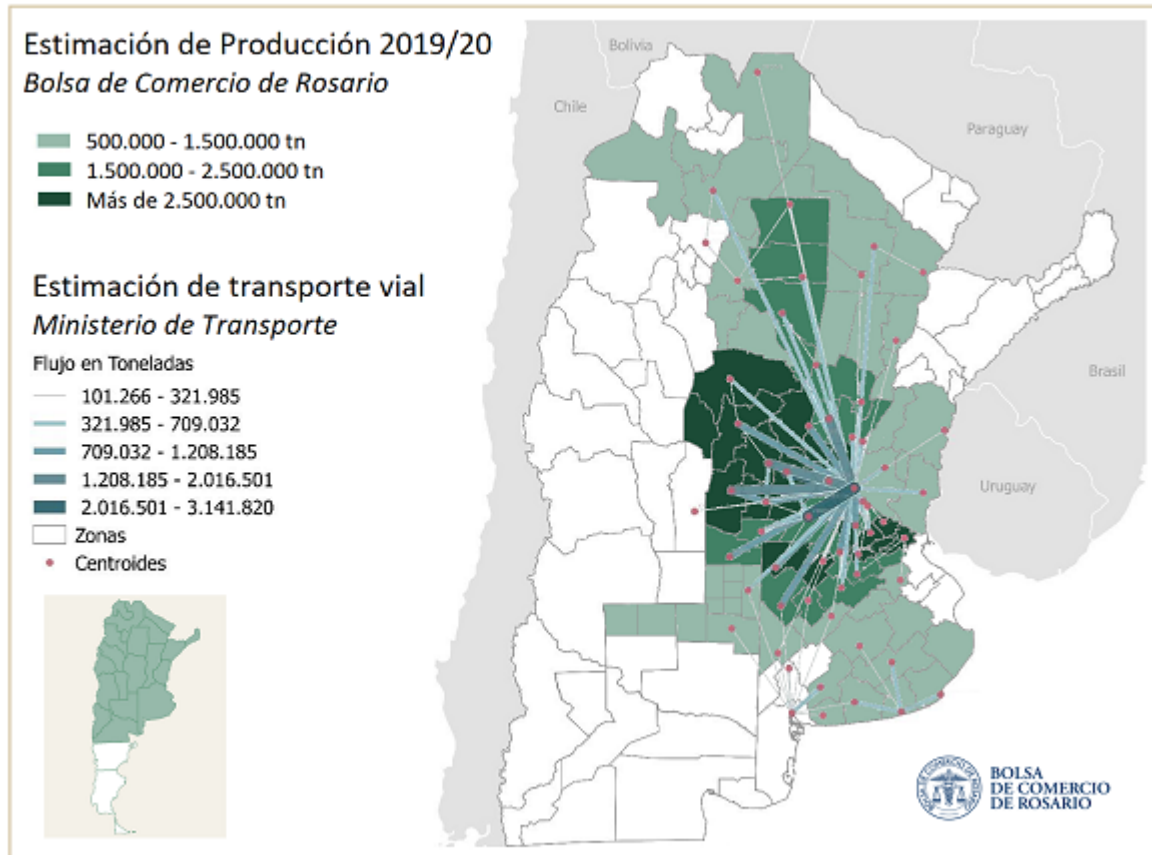 Estimación de Producción 2019/20
Bolsa de Comercio de Rosario
500.000 - 1.500.000 tn
1.500.000 - 2.500.000 tn
Más de 2.500.000 tn
Estimación de transporte vial
Ministerio de Transporte
Flujo en Toneladas
101.266 - 321.985
321.985 - 709.032
709.032 - 1.208.185
1.208.185 - 2.016.501
2.016.501 - 3.141.820
Zonas
Centroides
Bolivia
Chile
Paraguay
Brasil
Uruguay
BOLSA
DE COMERCIO
DE ROSARIO